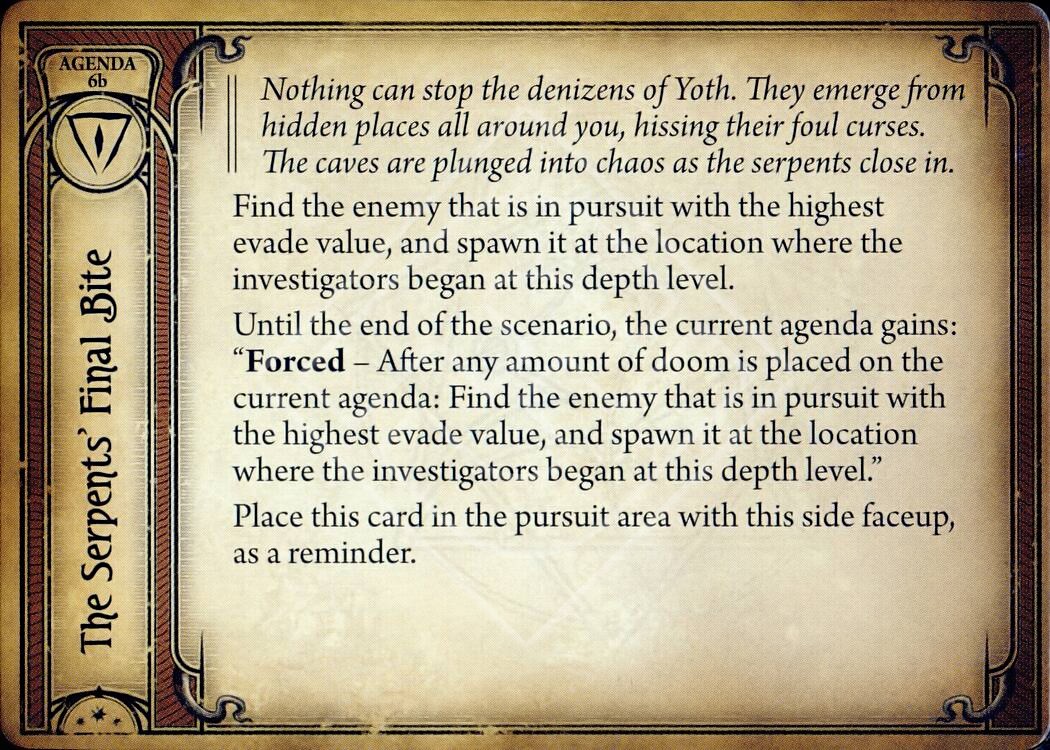 AGENDA
6b
The Serpents’ Final Bite
Nothing can stop the denizens of Yoth. They emerge from
hidden places all around you, hissing their foul curses.
The caves are plunged into chaos as the serpents close in.
Find the enemy that is in pursuit with the highest
evade value, and spawn it at the location where the
investigators began at this depth level.
Until the end of the scenario, the current agenda gains:
“Forced – After any amount of doom is placed on the
current agenda: Find the enemy that is in pursuit with
the highest evade value, and spawn it at the location
where the investigators began at this depth level.”
Place this card in the pursuit area with this side faceup,
as a reminder.